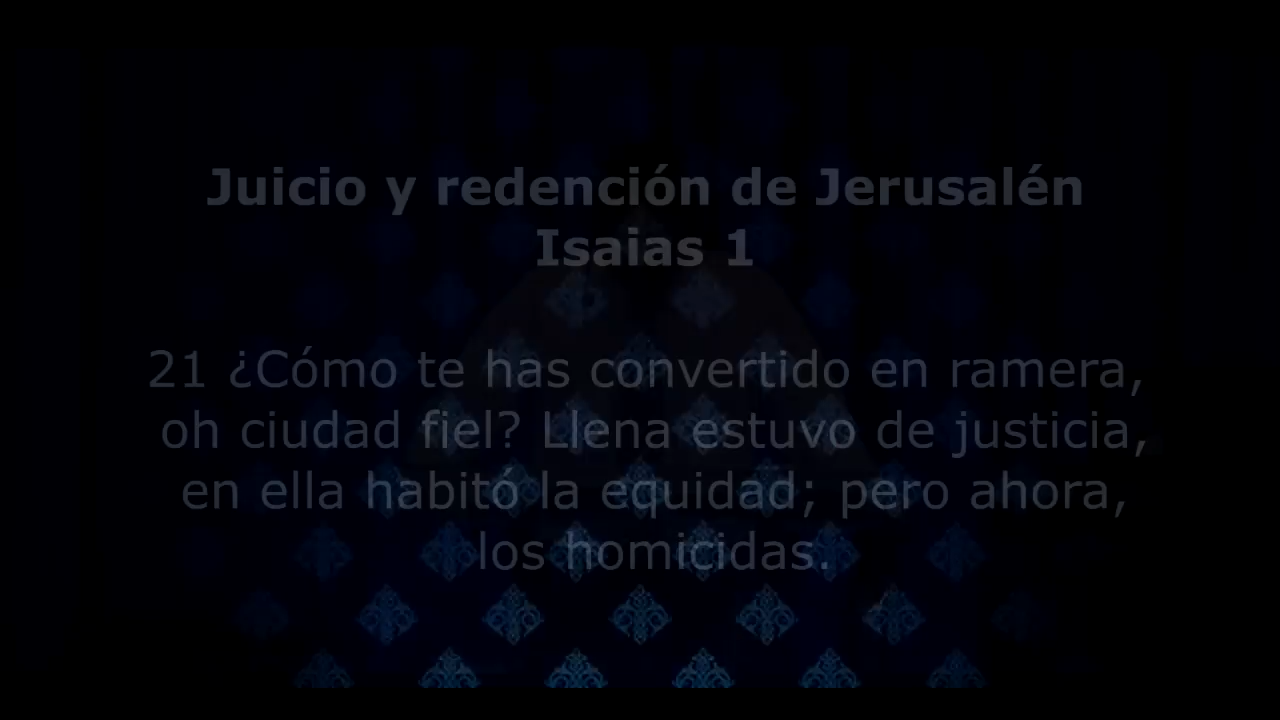 Juicio y redención de Jerusalén
Isaias 1
21 ¿Cómo te has convertido en ramera,
oh ciudad fiel? Llena estuvo de justicia,
en ella habitó la equidad; pero ahora,
los homicidas.